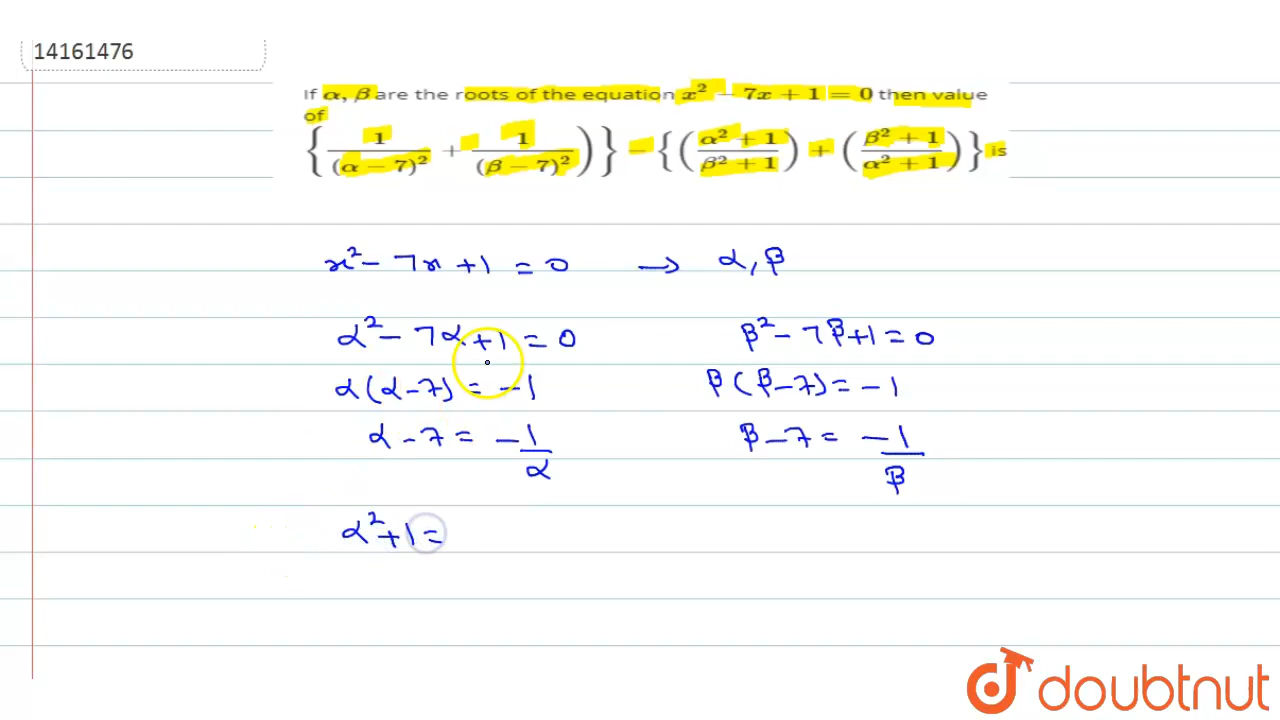 14161476
If α, β are the roots of the equation x² − 7x + 1 = 0 then value
of
{ 1/(α − 7)² + 1/(β − 7)² ) } − { ( (α² + 1)/(β² + 1) ) + ( (β² + 1)/(α² + 1) ) } is
x² − 7x + 1 = 0 → α, β
α² − 7α + 1 = 0 β² − 7β + 1 = 0
α(α − 7) = −1 β(β − 7) = −1
α − 7 = −1/α β − 7 = −1/β
α² + 1 =
doubtnut